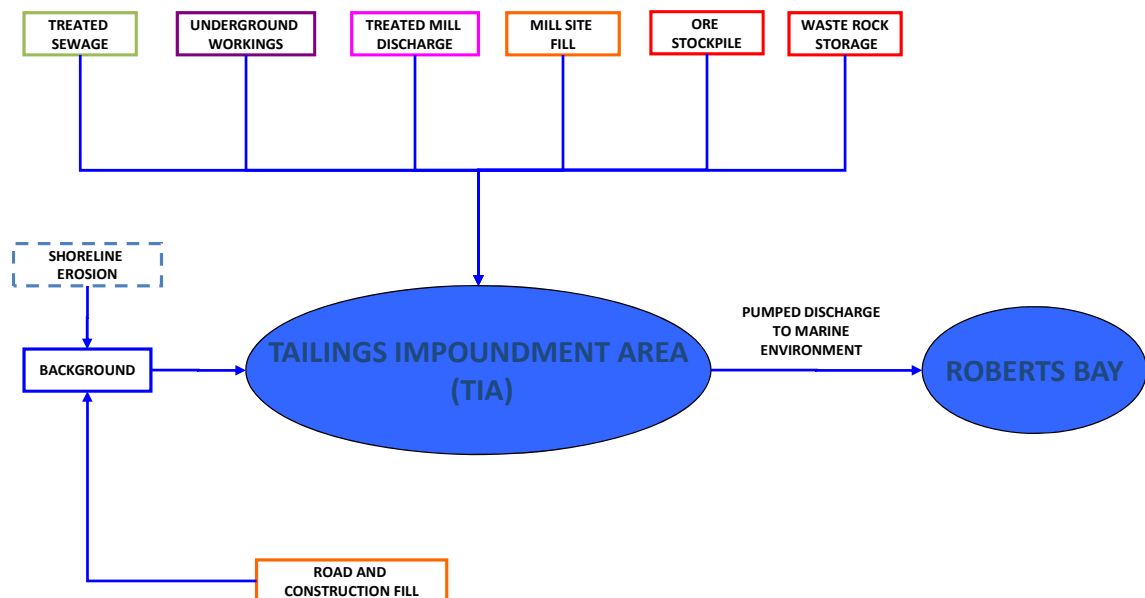 TREATED
SEWAGE
UNDERGROUND
WORKINGS
TREATED MILL
DISCHARGE
MILL SITE
FILL
ORE
STOCKPILE
WASTE ROCK
STORAGE
SHORELINE
EROSION
BACKGROUND
TAILINGS IMPOUNDMENT AREA
(TIA)
PUMPED DISCHARGE
TO MARINE
ENVIRONMENT
ROBERTS BAY
ROAD AND
CONSTRUCTION FILL